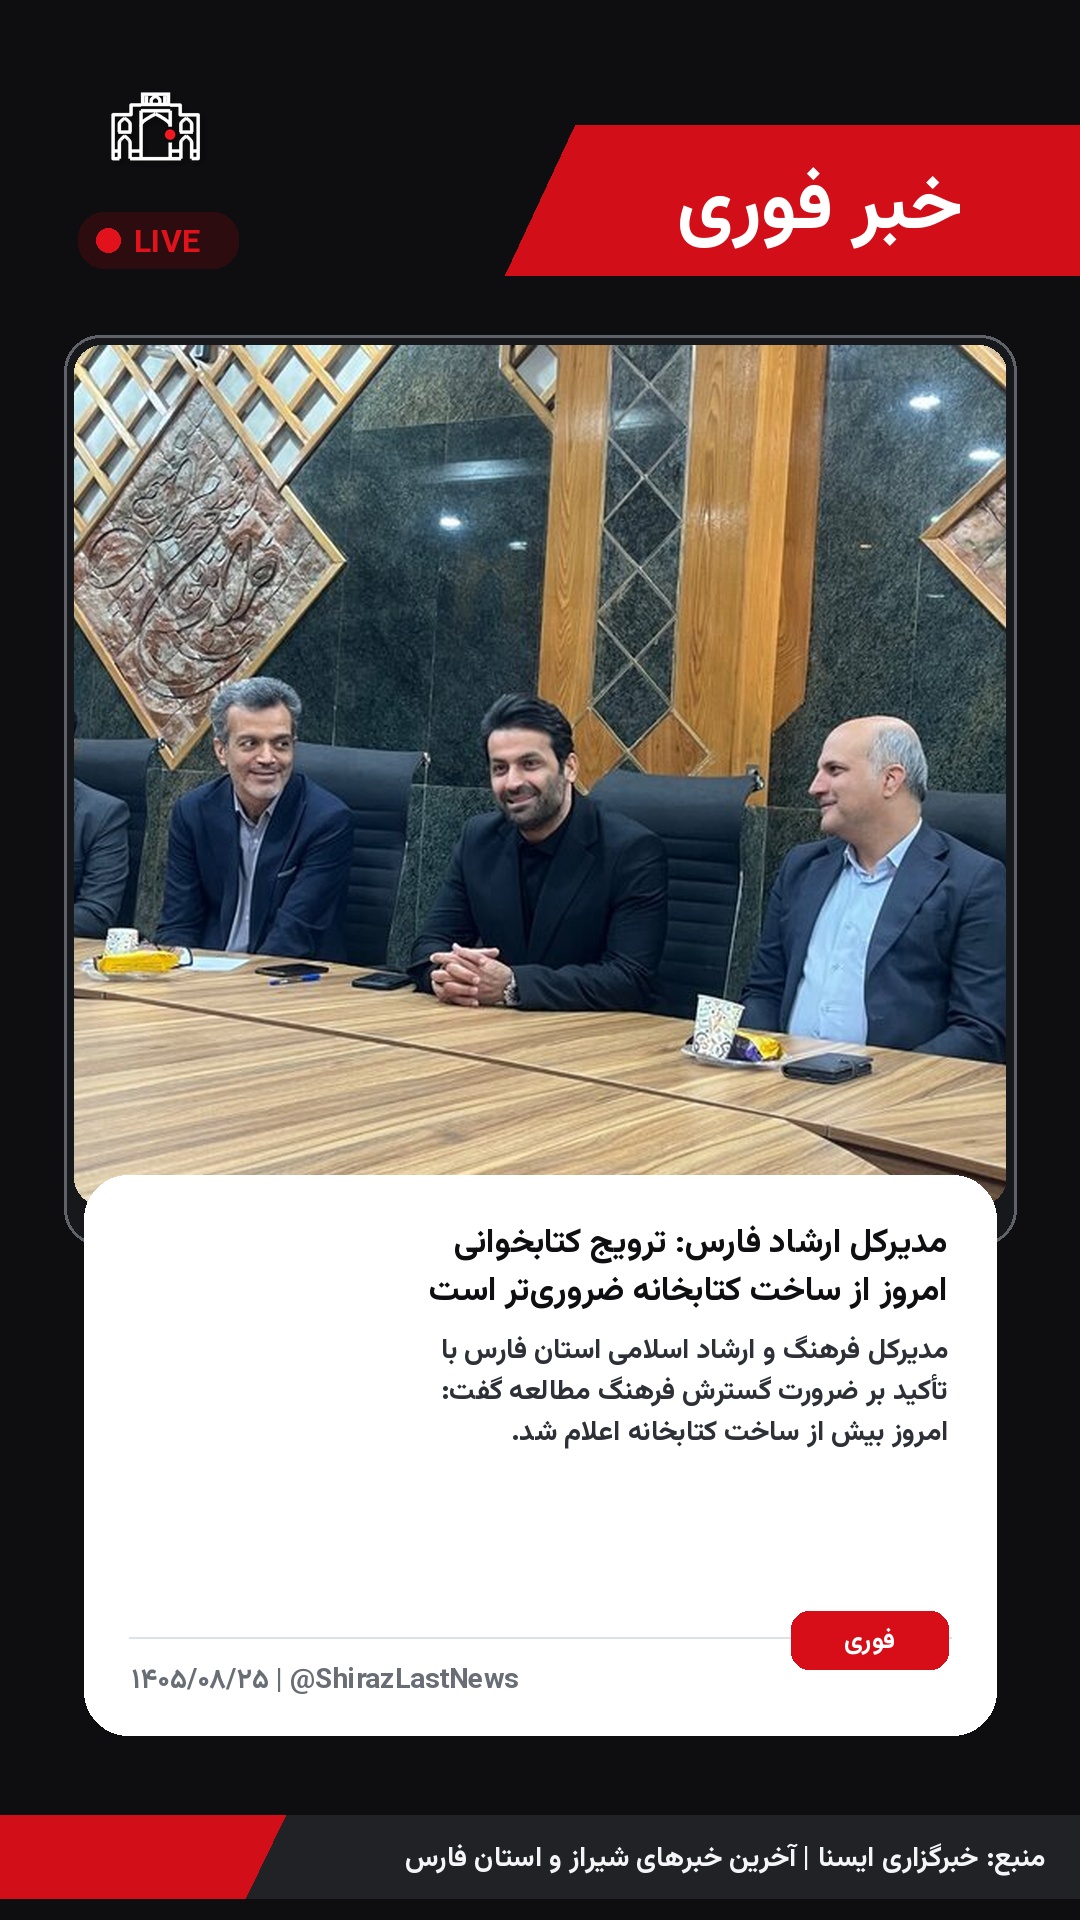 خبر فوری
LIVE
مدیرکل ارشاد فارس: ترویج کتابخوانی
امروز از ساخت کتابخانه ضروری‌تر است
مدیرکل فرهنگ و ارشاد اسلامی استان فارس با
تأکید بر ضرورت گسترش فرهنگ مطالعه گفت:
امروز بیش از ساخت کتابخانه اعلام شد.
فوری
۱۴۰۵/۰۸/۲۵ | @ShirazLastNews
منبع: خبرگزاری ایسنا | آخرین خبرهای شیراز و استان فارس